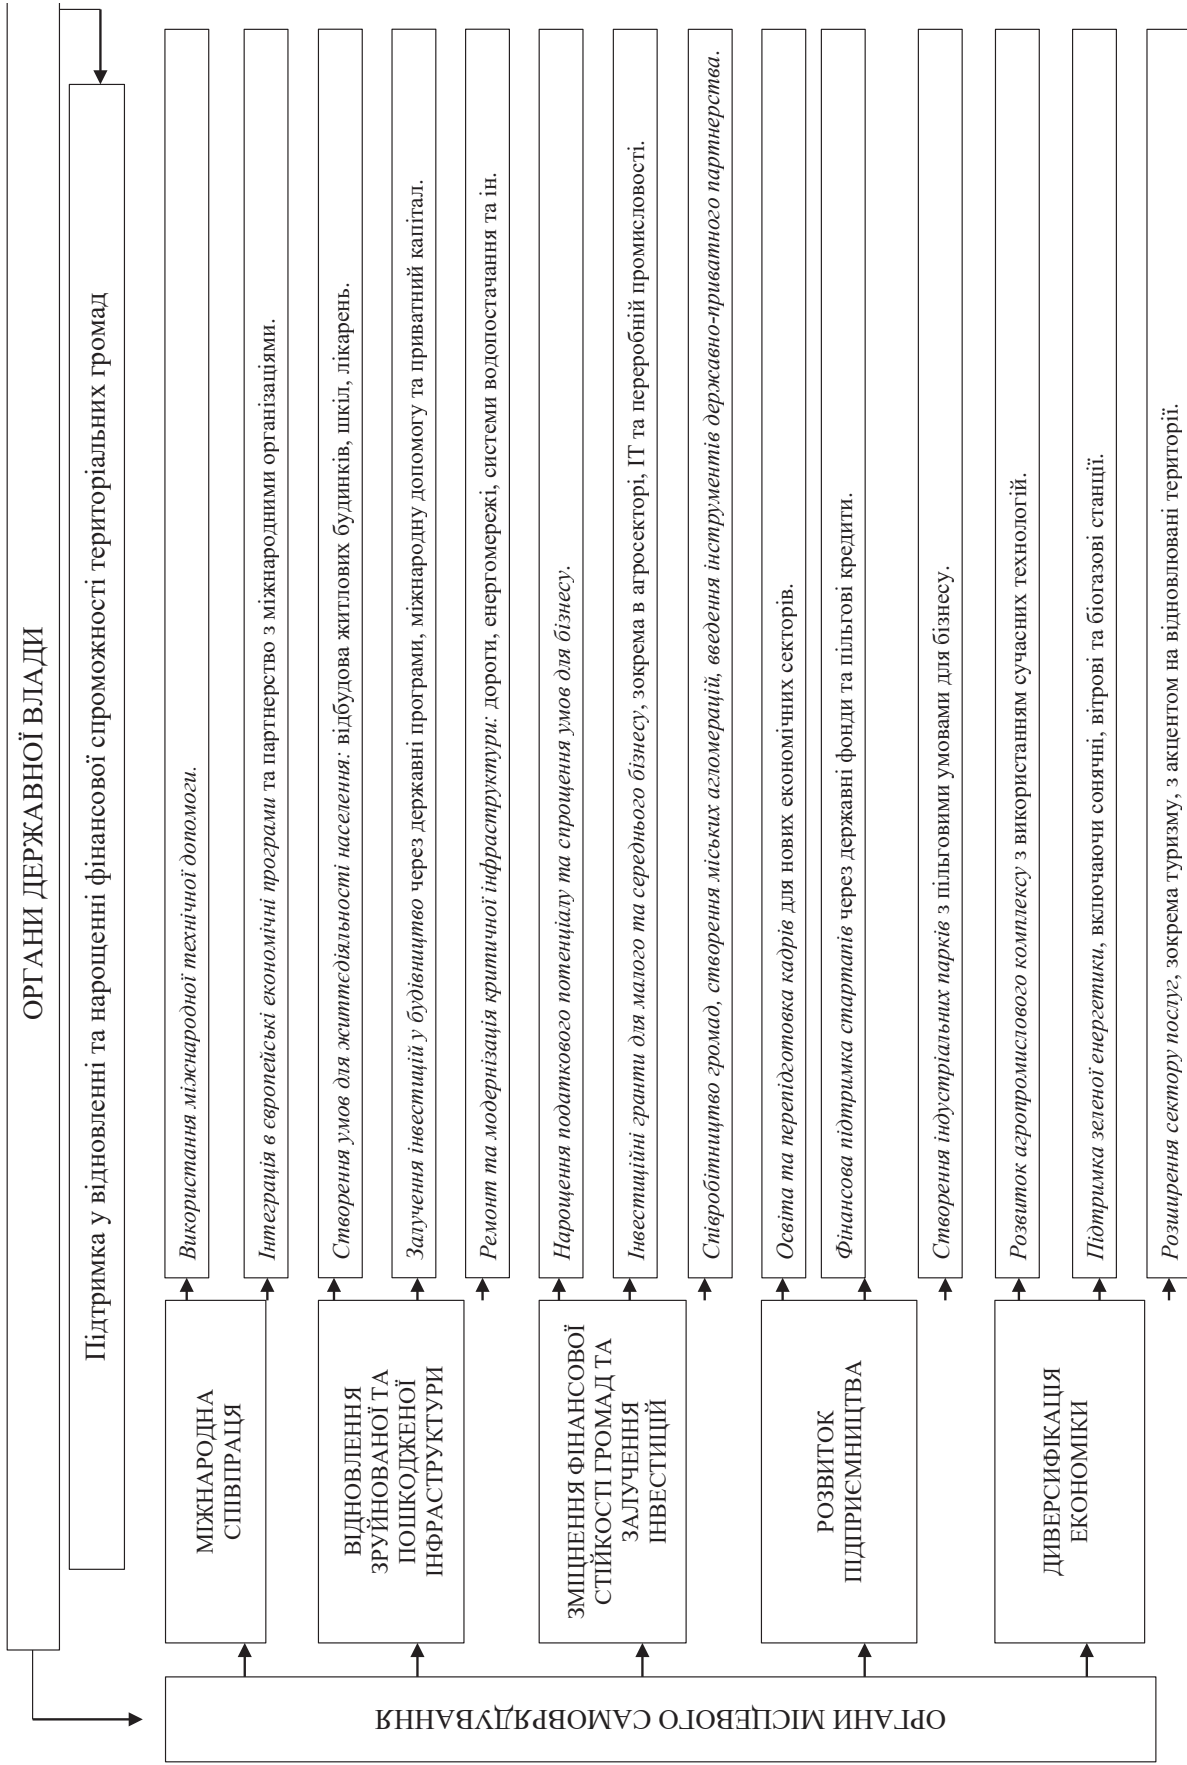 ОРГАНИ ДЕРЖАВНОЇ ВЛАДИ
Підтримка у відновленні та нарощенні фінансової спроможності територіальних громад
ОРГАНИ МІСЦЕВОГО САМОВРЯДУВАННЯ
МІЖНАРОДНА
СПІВПРАЦЯ
Використання міжнародної технічної допомоги.
Інтеграція в європейські економічні програми та партнерство з міжнародними організаціями.
ВІДНОВЛЕННЯ
ЗРУЙНОВАНОЇ ТА
ПОШКОДЖЕНОЇ
ІНФРАСТРУКТУРИ
Створення умов для життєдіяльності населення: відбудова житлових будинків, шкіл, лікарень.
Залучення інвестицій у будівництво через державні програми, міжнародну допомогу та приватний капітал.
Ремонт та модернізація критичної інфраструктури: дороги, енергомережі, системи водопостачання та ін.
ЗМІЦНЕННЯ ФІНАНСОВОЇ
СТІЙКОСТІ ГРОМАД ТА
ЗАЛУЧЕННЯ
ІНВЕСТИЦІЙ
Нарощення податкового потенціалу та спрощення умов для бізнесу.
Інвестиційні гранти для малого та середнього бізнесу, зокрема в агросекторі, ІТ та переробній промисловості.
Співробітництво громад, створення міських агломерацій, введення інструментів державно-приватного партнерства.
РОЗВИТОК
ПІДПРИЄМНИЦТВА
Освіта та перепідготовка кадрів для нових економічних секторів.
Фінансова підтримка стартапів через державні фонди та пільгові кредити.
Створення індустріальних парків з пільговими умовами для бізнесу.
ДИВЕРСИФІКАЦІЯ
ЕКОНОМІКИ
Розвиток агропромислового комплексу з використанням сучасних технологій.
Підтримка зеленої енергетики, включаючи сонячні, вітрові та біогазові станції.
Розширення сектору послуг, зокрема туризму, з акцентом на відновлювані території.